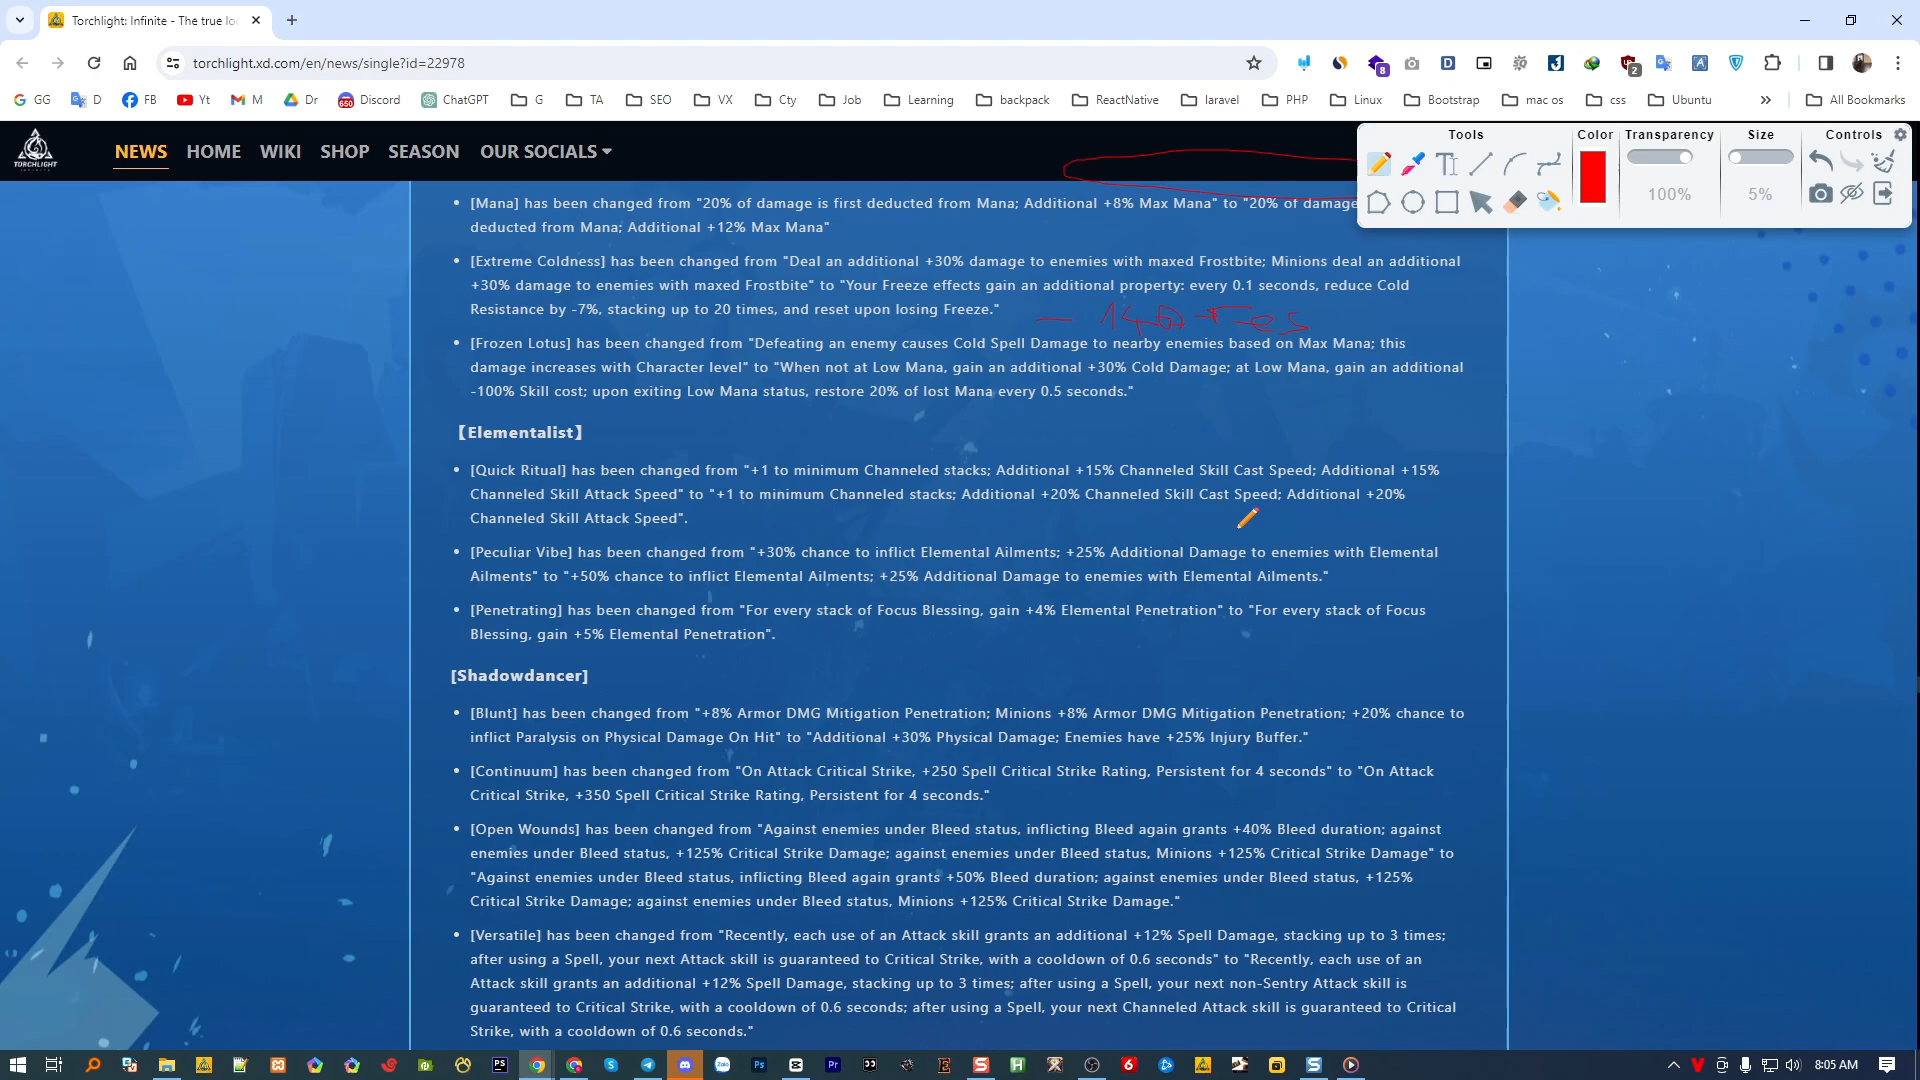 Torchlight: Infinite - The true lo
torchlight.xd.com/en/news/single?id=22978
8
2
GG
D
FB
Yt
M
Dr
650
Discord
ChatGPT
G
TA
SEO
VX
Cty
Job
Learning
backpack
ReactNative
laravel
PHP
Linux
Bootstrap
mac os
css
Ubuntu
All Bookmarks
TORCHLIGHT
INFINITE
NEWS HOME WIKI SHOP SEASON OUR SOCIALS
Tools Color Transparency Size Controls
100% 5%
• [Mana] has been changed from "20% of damage is first deducted from Mana; Additional +8% Max Mana" to "20% of damage
deducted from Mana; Additional +12% Max Mana"
• [Extreme Coldness] has been changed from "Deal an additional +30% damage to enemies with maxed Frostbite; Minions deal an additional
+30% damage to enemies with maxed Frostbite" to "Your Freeze effects gain an additional property: every 0.1 seconds, reduce Cold
Resistance by -7%, stacking up to 20 times, and reset upon losing Freeze."
- 140 res
• [Frozen Lotus] has been changed from "Defeating an enemy causes Cold Spell Damage to nearby enemies based on Max Mana; this
damage increases with Character level" to "When not at Low Mana, gain an additional +30% Cold Damage; at Low Mana, gain an additional
-100% Skill cost; upon exiting Low Mana status, restore 20% of lost Mana every 0.5 seconds."
【Elementalist】
• [Quick Ritual] has been changed from "+1 to minimum Channeled stacks; Additional +15% Channeled Skill Cast Speed; Additional +15%
Channeled Skill Attack Speed" to "+1 to minimum Channeled stacks; Additional +20% Channeled Skill Cast Speed; Additional +20%
Channeled Skill Attack Speed".
• [Peculiar Vibe] has been changed from "+30% chance to inflict Elemental Ailments; +25% Additional Damage to enemies with Elemental
Ailments" to "+50% chance to inflict Elemental Ailments; +25% Additional Damage to enemies with Elemental Ailments."
• [Penetrating] has been changed from "For every stack of Focus Blessing, gain +4% Elemental Penetration" to "For every stack of Focus
Blessing, gain +5% Elemental Penetration".
[Shadowdancer]
• [Blunt] has been changed from "+8% Armor DMG Mitigation Penetration; Minions +8% Armor DMG Mitigation Penetration; +20% chance to
inflict Paralysis on Physical Damage On Hit" to "Additional +30% Physical Damage; Enemies have +25% Injury Buffer."
• [Continuum] has been changed from "On Attack Critical Strike, +250 Spell Critical Strike Rating, Persistent for 4 seconds" to "On Attack
Critical Strike, +350 Spell Critical Strike Rating, Persistent for 4 seconds."
• [Open Wounds] has been changed from "Against enemies under Bleed status, inflicting Bleed again grants +40% Bleed duration; against
enemies under Bleed status, +125% Critical Strike Damage; against enemies under Bleed status, Minions +125% Critical Strike Damage" to
"Against enemies under Bleed status, inflicting Bleed again grants +50% Bleed duration; against enemies under Bleed status, +125%
Critical Strike Damage; against enemies under Bleed status, Minions +125% Critical Strike Damage."
• [Versatile] has been changed from "Recently, each use of an Attack skill grants an additional +12% Spell Damage, stacking up to 3 times;
after using a Spell, your next Attack skill is guaranteed to Critical Strike, with a cooldown of 0.6 seconds" to "Recently, each use of an
Attack skill grants an additional +12% Spell Damage, stacking up to 3 times; after using a Spell, your next non-Sentry Attack skill is
guaranteed to Critical Strike, with a cooldown of 0.6 seconds; after using a Spell, your next Channeled Attack skill is guaranteed to Critical
Strike, with a cooldown of 0.6 seconds."
8:05 AM